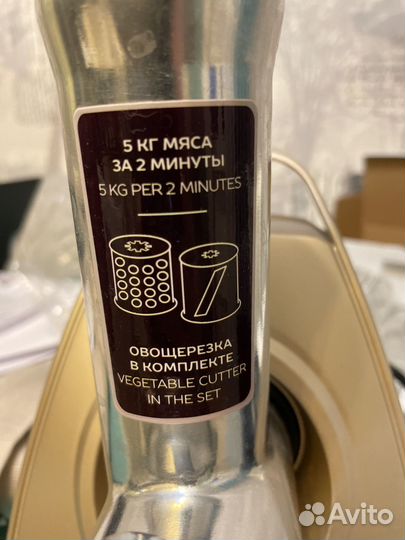 5 КГ МЯСА
ЗА 2 МИНУТЫ
5 KG PER 2 MINUTES
ОВОЩЕРЕЗКА
В КОМПЛЕКТЕ
VEGETABLE CUTTER
IN THE SET
Avito